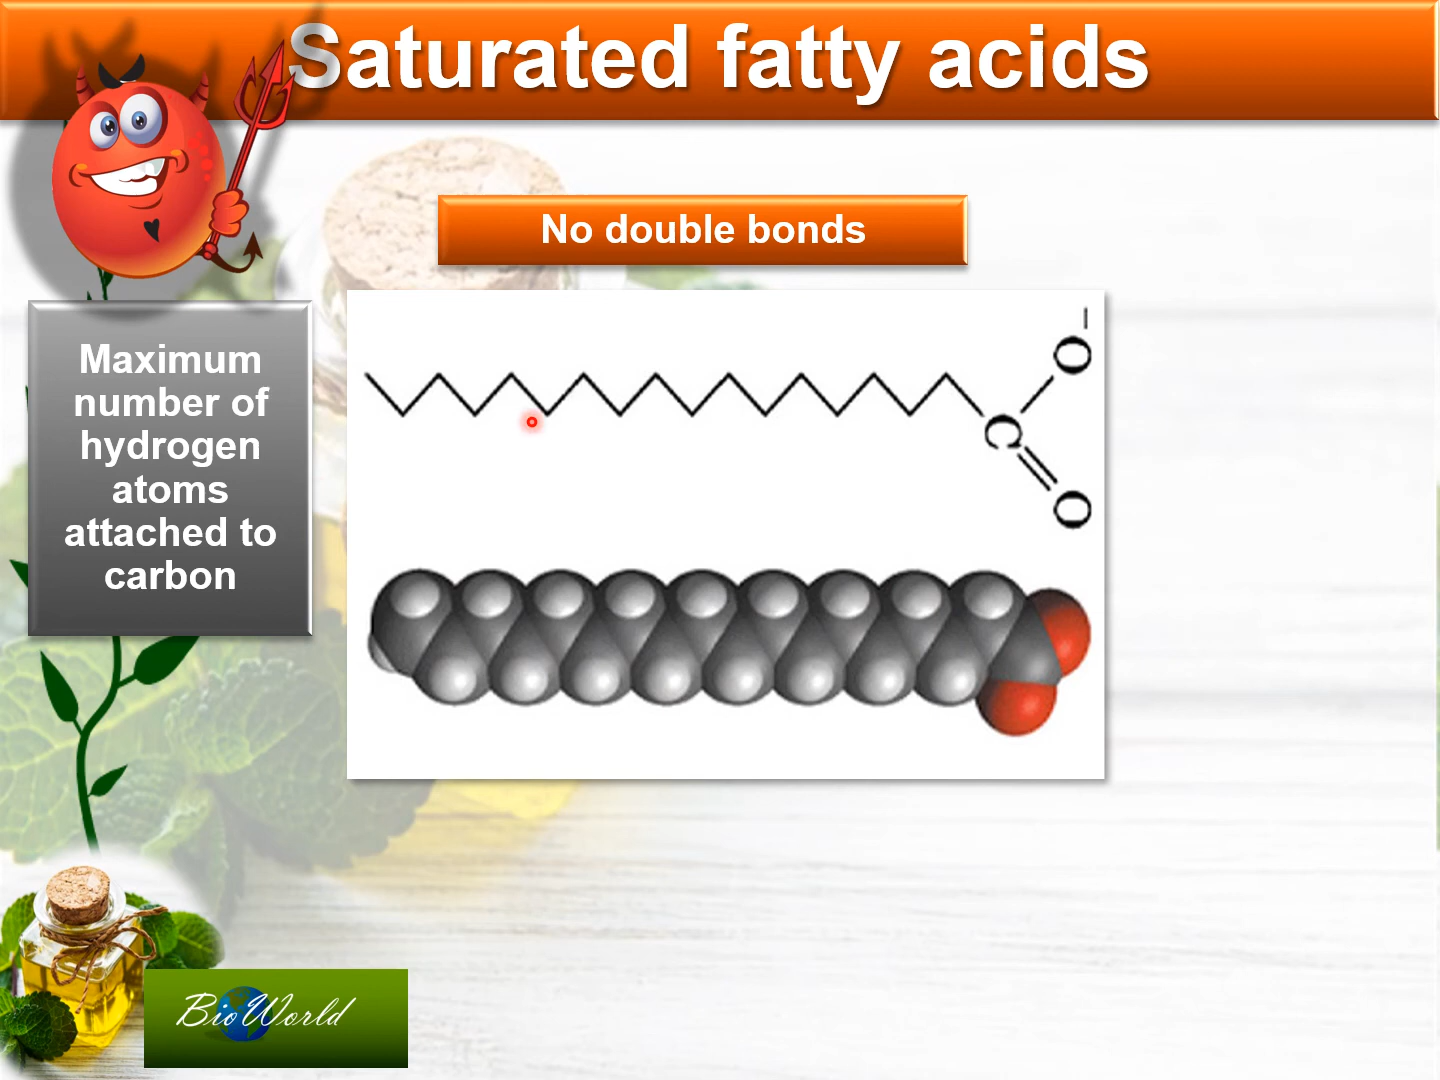 Saturated fatty acids
No double bonds
Maximum
number of
hydrogen
atoms
attached to
carbon
O
–
C
O
BioWorld